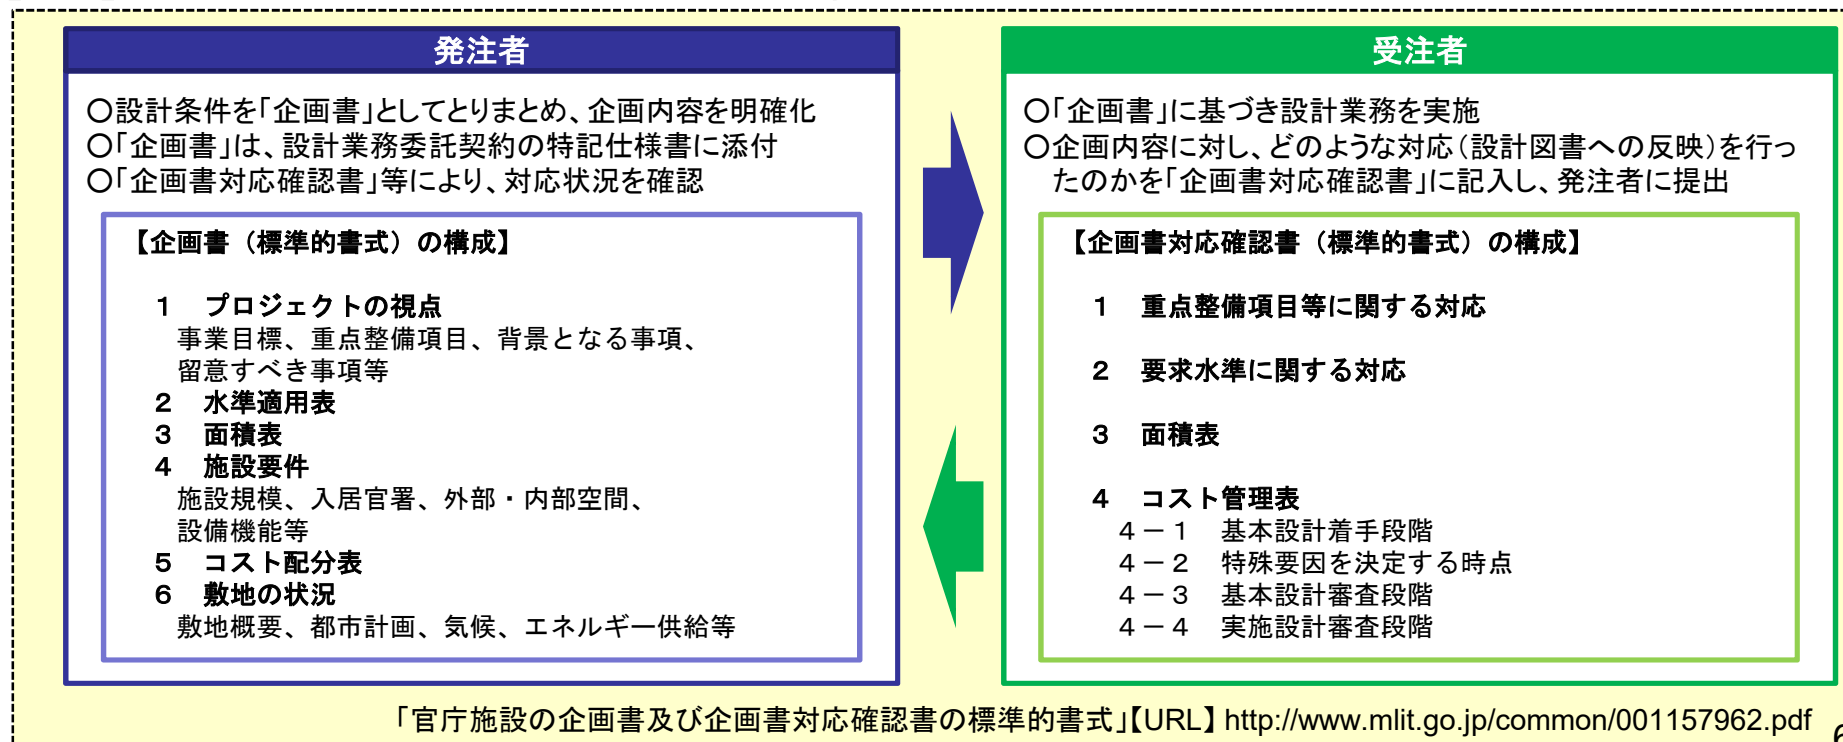 発注者
〇設計条件を「企画書」としてとりまとめ、企画内容を明確化
〇「企画書」は、設計業務委託契約の特記仕様書に添付
〇「企画書対応確認書」等により、対応状況を確認
【企画書（標準的書式）の構成】
１　プロジェクトの視点
事業目標、重点整備項目、背景となる事項、
留意すべき事項等
２　水準適用表
３　面積表
４　施設要件
施設規模、入居官署、外部・内部空間、
設備機能等
５　コスト配分表
６　敷地の状況
敷地概要、都市計画、気候、エネルギー供給等
受注者
〇「企画書」に基づき設計業務を実施
〇企画内容に対し、どのような対応（設計図書への反映）を行っ
たのかを「企画書対応確認書」に記入し、発注者に提出
【企画書対応確認書（標準的書式）の構成】
１　重点整備項目等に関する対応
２　要求水準に関する対応
３　面積表
４　コスト管理表
４－１　基本設計着手段階
４－２　特殊要因を決定する時点
４－３　基本設計審査段階
４－４　実施設計審査段階
「官庁施設の企画書及び企画書対応確認書の標準的書式」【URL】 http://www.mlit.go.jp/common/001157962.pdf